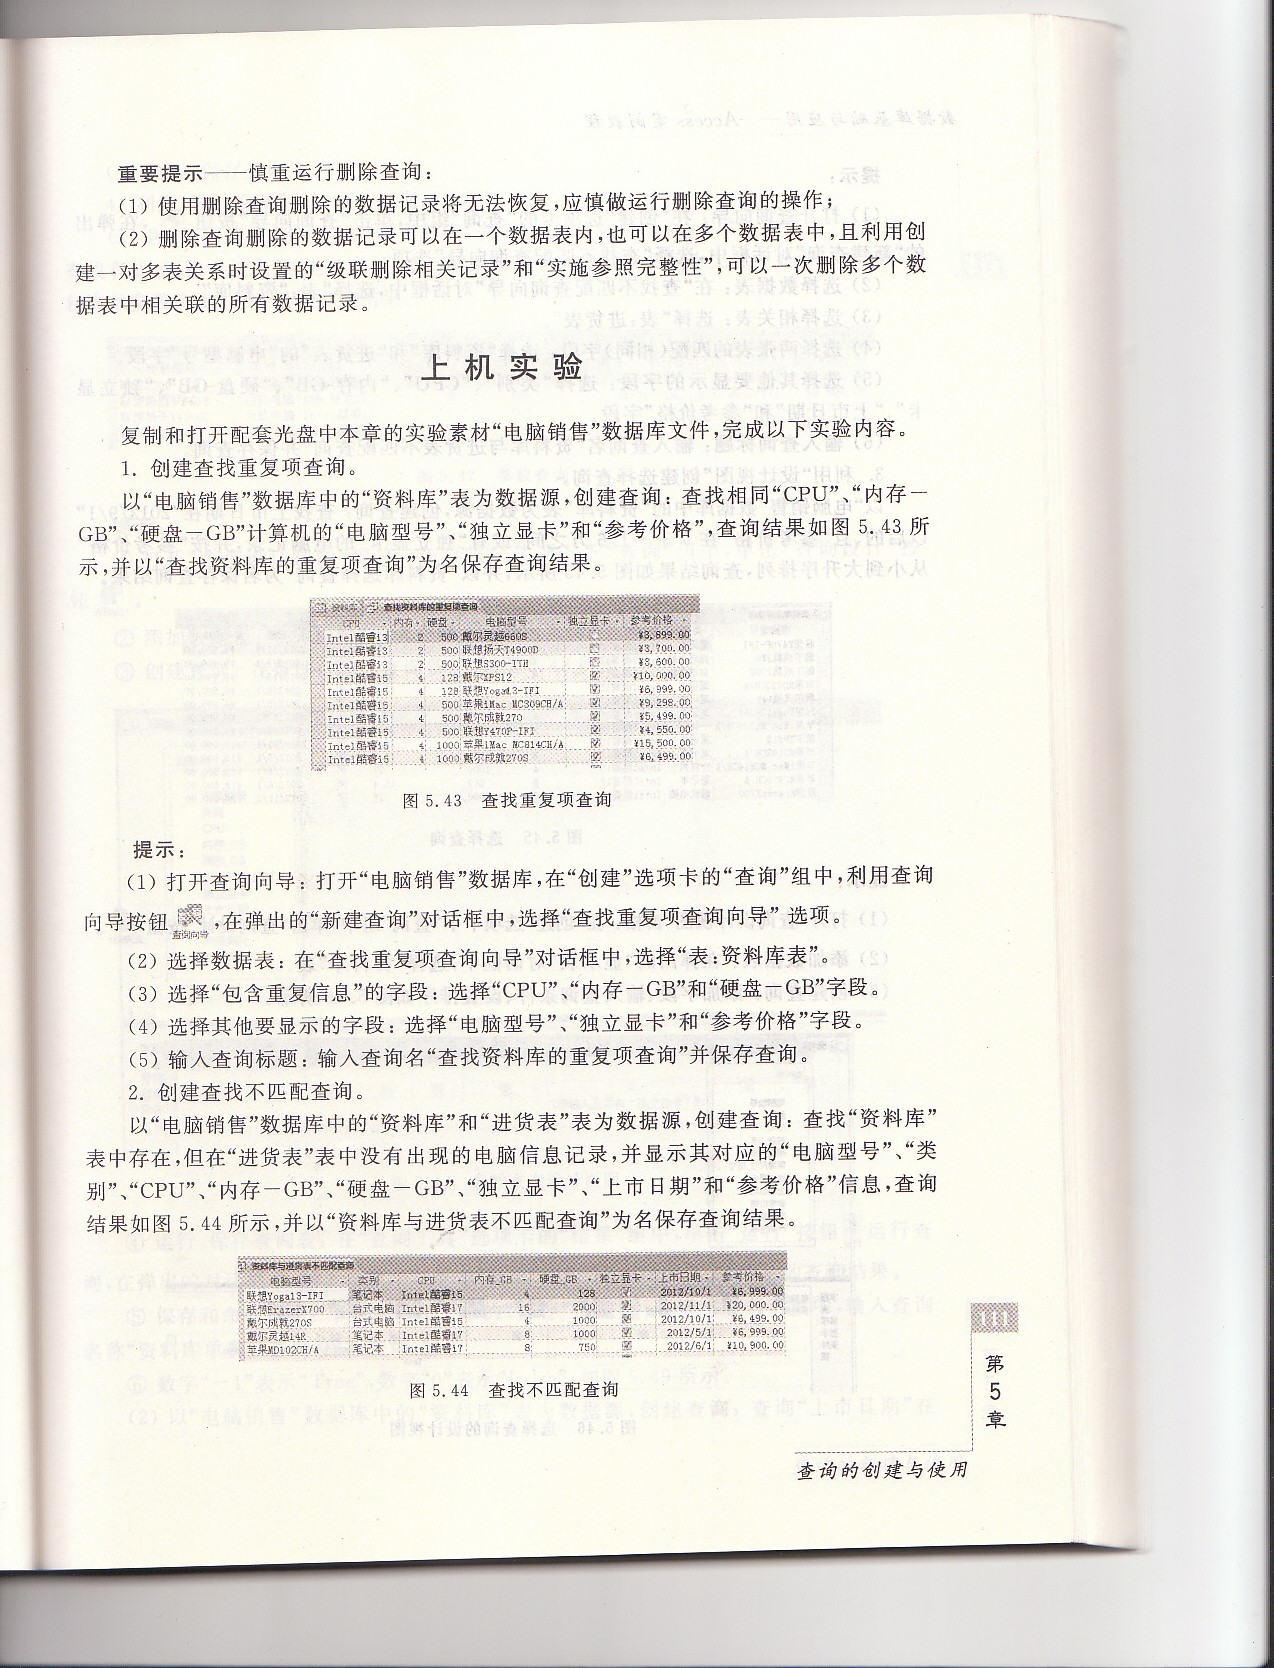 重要提示——慎重运行删除查询：
(1) 使用删除查询删除的数据记录将无法恢复,应慎做运行删除查询的操作；
(2) 删除查询删除的数据记录可以在一个数据表内,也可以在多个数据表中,且利用创
建一对多表关系时设置的“级联删除相关记录”和“实施参照完整性”,可以一次删除多个数
据表中相关联的所有数据记录。
上机实验
复制和打开配套光盘中本章的实验素材“电脑销售”数据库文件,完成以下实验内容。
1. 创建查找重复项查询。
以“电脑销售”数据库中的“资料库”表为数据源,创建查询：查找相同“CPU”、“内存－
GB”、“硬盘－GB”计算机的“电脑型号”、“独立显卡”和“参考价格”,查询结果如图 5.43 所
示,并以“查找资料库的重复项查询”为名保存查询结果。
资料库 查找资料库的重复项查询
CPU 内存 硬盘 电脑型号 独立显卡 参考价格
Intel酷睿i3 2 500 戴尔灵越660S ¥3,899.00
Intel酷睿i3 2 500 联想扬天T4900D ¥3,700.00
Intel酷睿i3 2 500 联想S300-ITH ¥3,600.00
Intel酷睿i5 4 128 戴尔XPS12 ¥10,000.00
Intel酷睿i5 4 128 联想Yoga13-IFI ¥6,999.00
Intel酷睿i5 4 500 苹果iMac MC309CH/A ¥9,298.00
Intel酷睿i5 4 500 戴尔成就270 ¥5,499.00
Intel酷睿i5 4 500 联想Y470P-IFI ¥4,550.00
Intel酷睿i5 4 1000 苹果iMac MC814CH/A ¥15,500.00
Intel酷睿i5 4 1000 戴尔成就270S ¥6,499.00
图 5.43 查找重复项查询
提示：
(1) 打开查询向导：打开“电脑销售”数据库,在“创建”选项卡的“查询”组中,利用查询
向导按钮 查询向导 ,在弹出的“新建查询”对话框中,选择“查找重复项查询向导” 选项。
(2) 选择数据表：在“查找重复项查询向导”对话框中,选择“表:资料库表”。
(3) 选择“包含重复信息”的字段：选择“CPU”、“内存－GB”和“硬盘－GB”字段。
(4) 选择其他要显示的字段：选择“电脑型号”、“独立显卡”和“参考价格”字段。
(5) 输入查询标题：输入查询名“查找资料库的重复项查询”并保存查询。
2. 创建查找不匹配查询。
以“电脑销售”数据库中的“资料库”和“进货表”表为数据源,创建查询：查找“资料库”
表中存在,但在“进货表”表中没有出现的电脑信息记录,并显示其对应的“电脑型号”、“类
别”、“CPU”、“内存－GB”、“硬盘－GB”、“独立显卡”、“上市日期”和“参考价格”信息,查询
结果如图 5.44 所示,并以“资料库与进货表不匹配查询”为名保存查询结果。
资料库与进货表不匹配查询
电脑型号 类别 CPU 内存_GB 硬盘_GB 独立显卡 上市日期 参考价格
联想Yoga13-IFI 笔记本 Intel酷睿i5 4 128 2012/10/1 ¥6,999.00
联想ErazerX700 台式电脑 Intel酷睿i7 16 2000 2012/11/1 ¥20,000.00
戴尔成就270S 台式电脑 Intel酷睿i5 4 1000 2012/10/1 ¥6,499.00
戴尔灵越14R 笔记本 Intel酷睿i7 8 1000 2012/5/1 ¥6,999.00
苹果MD102CH/A 笔记本 Intel酷睿i7 8 750 2012/6/1 ¥10,900.00
图 5.44 查找不匹配查询
111
第
5
章
查询的创建与使用